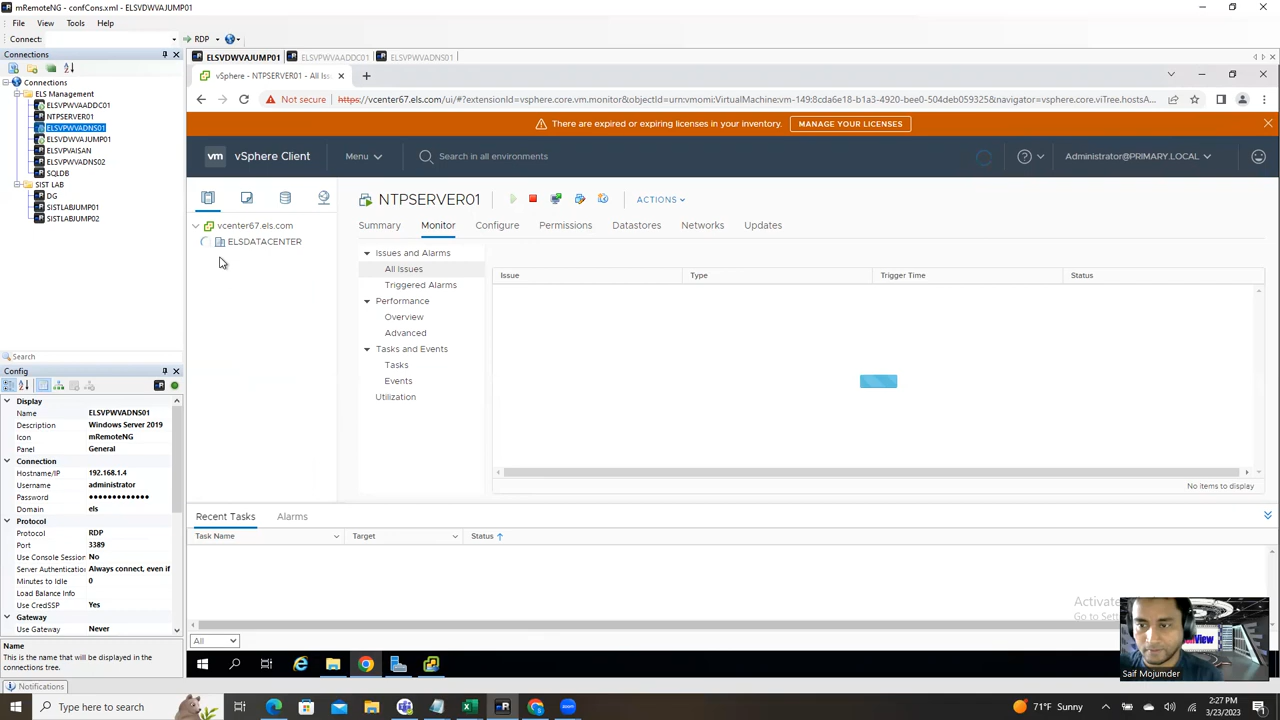 mRemoteNG - confCons.xml - ELSVDWVAJUMP01
File View Tools Help
Connect: RDP
Connections
ELSVDWVAJUMP01 ELSVPWVAADDC01 ELSVPWVADNS01
vSphere - NTPSERVER01 - All Iss
Not secure https://vcenter67.els.com/ui/#?extensionId=vsphere.core.vm.monitor&objectId=urn:vmomi:VirtualMachine:vm-149:8cda6e18-b1a3-4920-bee0-504deb059325&navigator=vsphere.core.viTree.hostsA...
There are expired or expiring licenses in your inventory. MANAGE YOUR LICENSES
vm vSphere Client Menu Search in all environments Administrator@PRIMARY.LOCAL
Connections
ELS Management
ELSVPWVAADDC01
NTPSERVER01
ELSVPWVADNS01
ELSVDWVAJUMP01
ELSVPVAISAN
ELSVPWVADNS02
SQLDB
SIST LAB
DG
SISTLABJUMP01
SISTLABJUMP02
vcenter67.els.com
ELSDATACENTER
NTPSERVER01 ACTIONS
Summary Monitor Configure Permissions Datastores Networks Updates
Issues and Alarms
All Issues
Triggered Alarms
Performance
Overview
Advanced
Tasks and Events
Tasks
Events
Utilization
Issue Type Trigger Time Status
No items to display
Recent Tasks Alarms
Task Name Target Status
All
Activate
Go to Sett
Search
Config
Display
Name ELSVPWVADNS01
Description Windows Server 2019
Icon mRemoteNG
Panel General
Connection
Hostname/IP 192.168.1.4
Username administrator
Password •••••••••••••
Domain els
Protocol
Protocol RDP
Port 3389
Use Console Session No
Server Authentication Always connect, even if
Minutes to Idle 0
Load Balance Info
Use CredSSP Yes
Gateway
Use Gateway Never
Name
This is the name that will be displayed in the
connections tree.
Notifications
View
Saif Mojumder
Type here to search
71°F Sunny
2:27 PM
3/23/2023